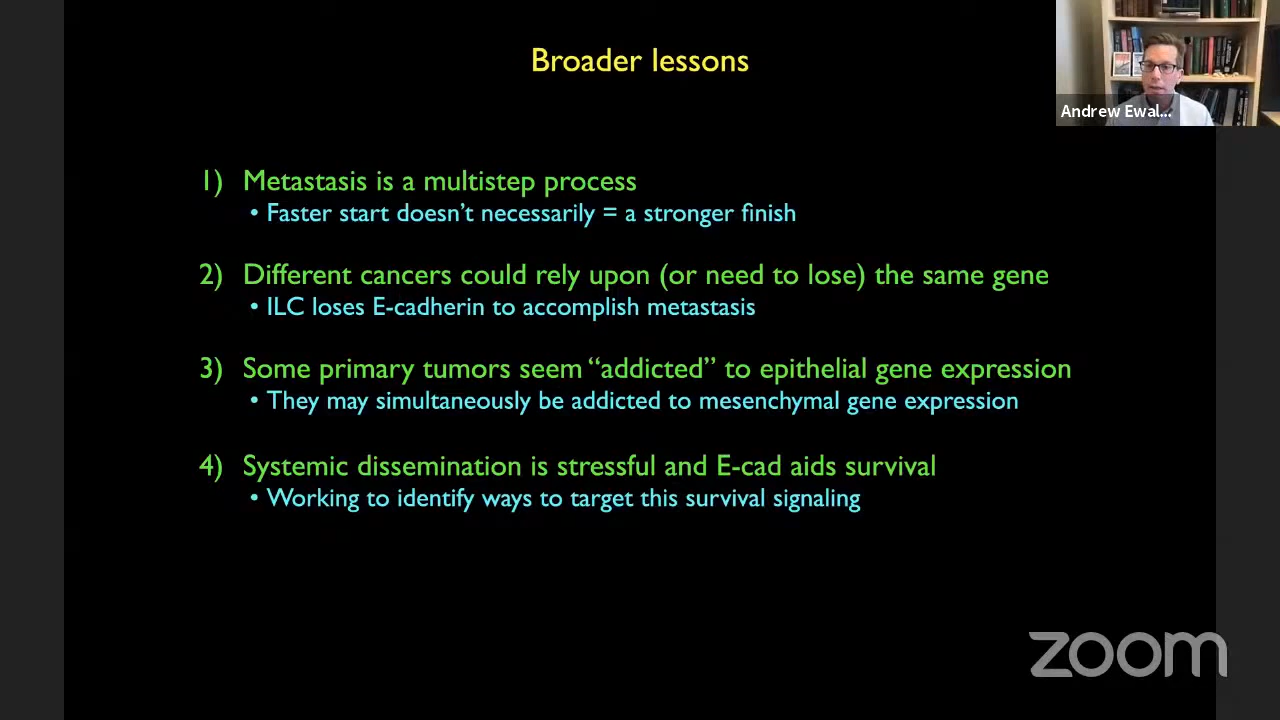 Broader lessons
Andrew Ewal...
1) Metastasis is a multistep process
• Faster start doesn't necessarily = a stronger finish
2) Different cancers could rely upon (or need to lose) the same gene
• ILC loses E-cadherin to accomplish metastasis
3) Some primary tumors seem “addicted” to epithelial gene expression
• They may simultaneously be addicted to mesenchymal gene expression
4) Systemic dissemination is stressful and E-cad aids survival
• Working to identify ways to target this survival signaling
zoom